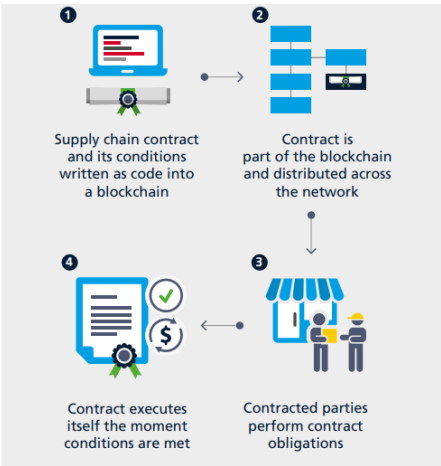 1
Supply chain contract
and its conditions
written as code into
a blockchain
2
Contract is
part of the blockchain
and distributed across
the network
3
Contracted parties
perform contract
obligations
4
$
Contract executes
itself the moment
conditions are met